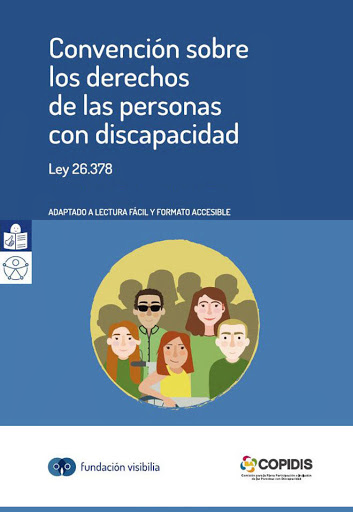 Convención sobre
los derechos
de las personas
con discapacidad
Ley 26.378
ADAPTADO A LECTURA FÁCIL Y FORMATO ACCESIBLE
fundación visibilia
COPIDIS